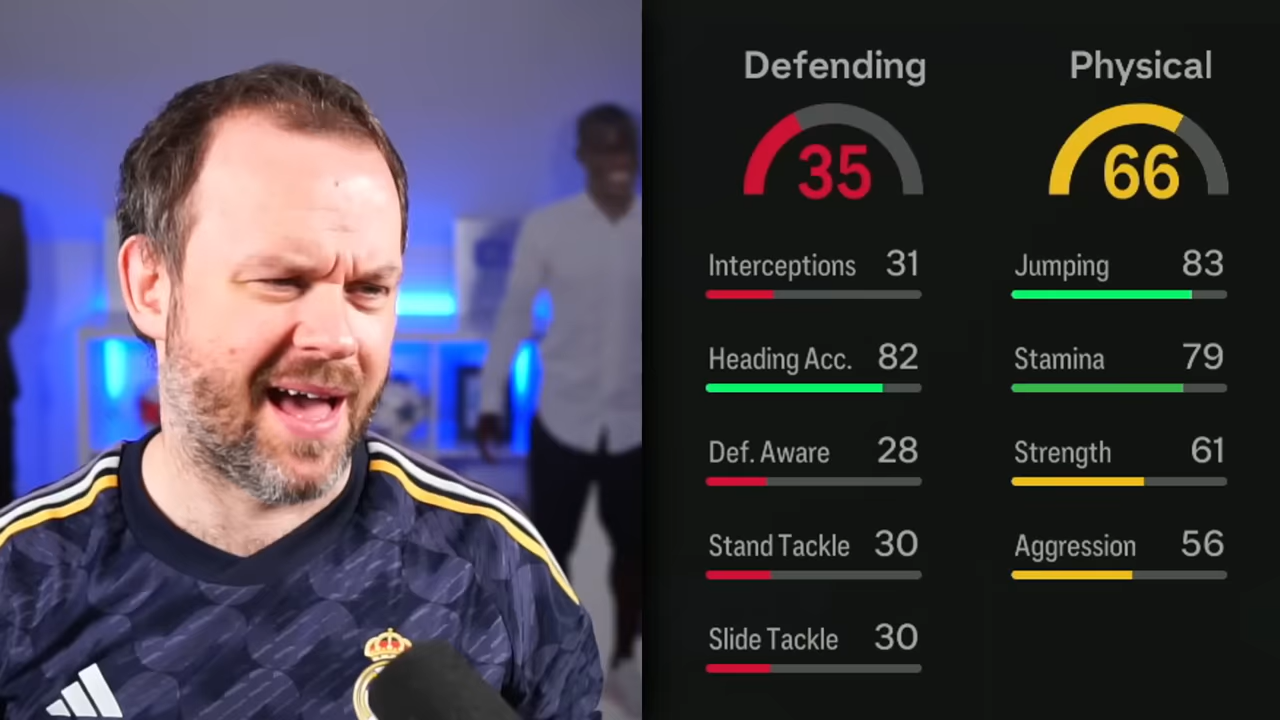 Defending
35
Interceptions 31
Heading Acc. 82
Def. Aware 28
Stand Tackle 30
Slide Tackle 30
Physical
66
Jumping 83
Stamina 79
Strength 61
Aggression 56